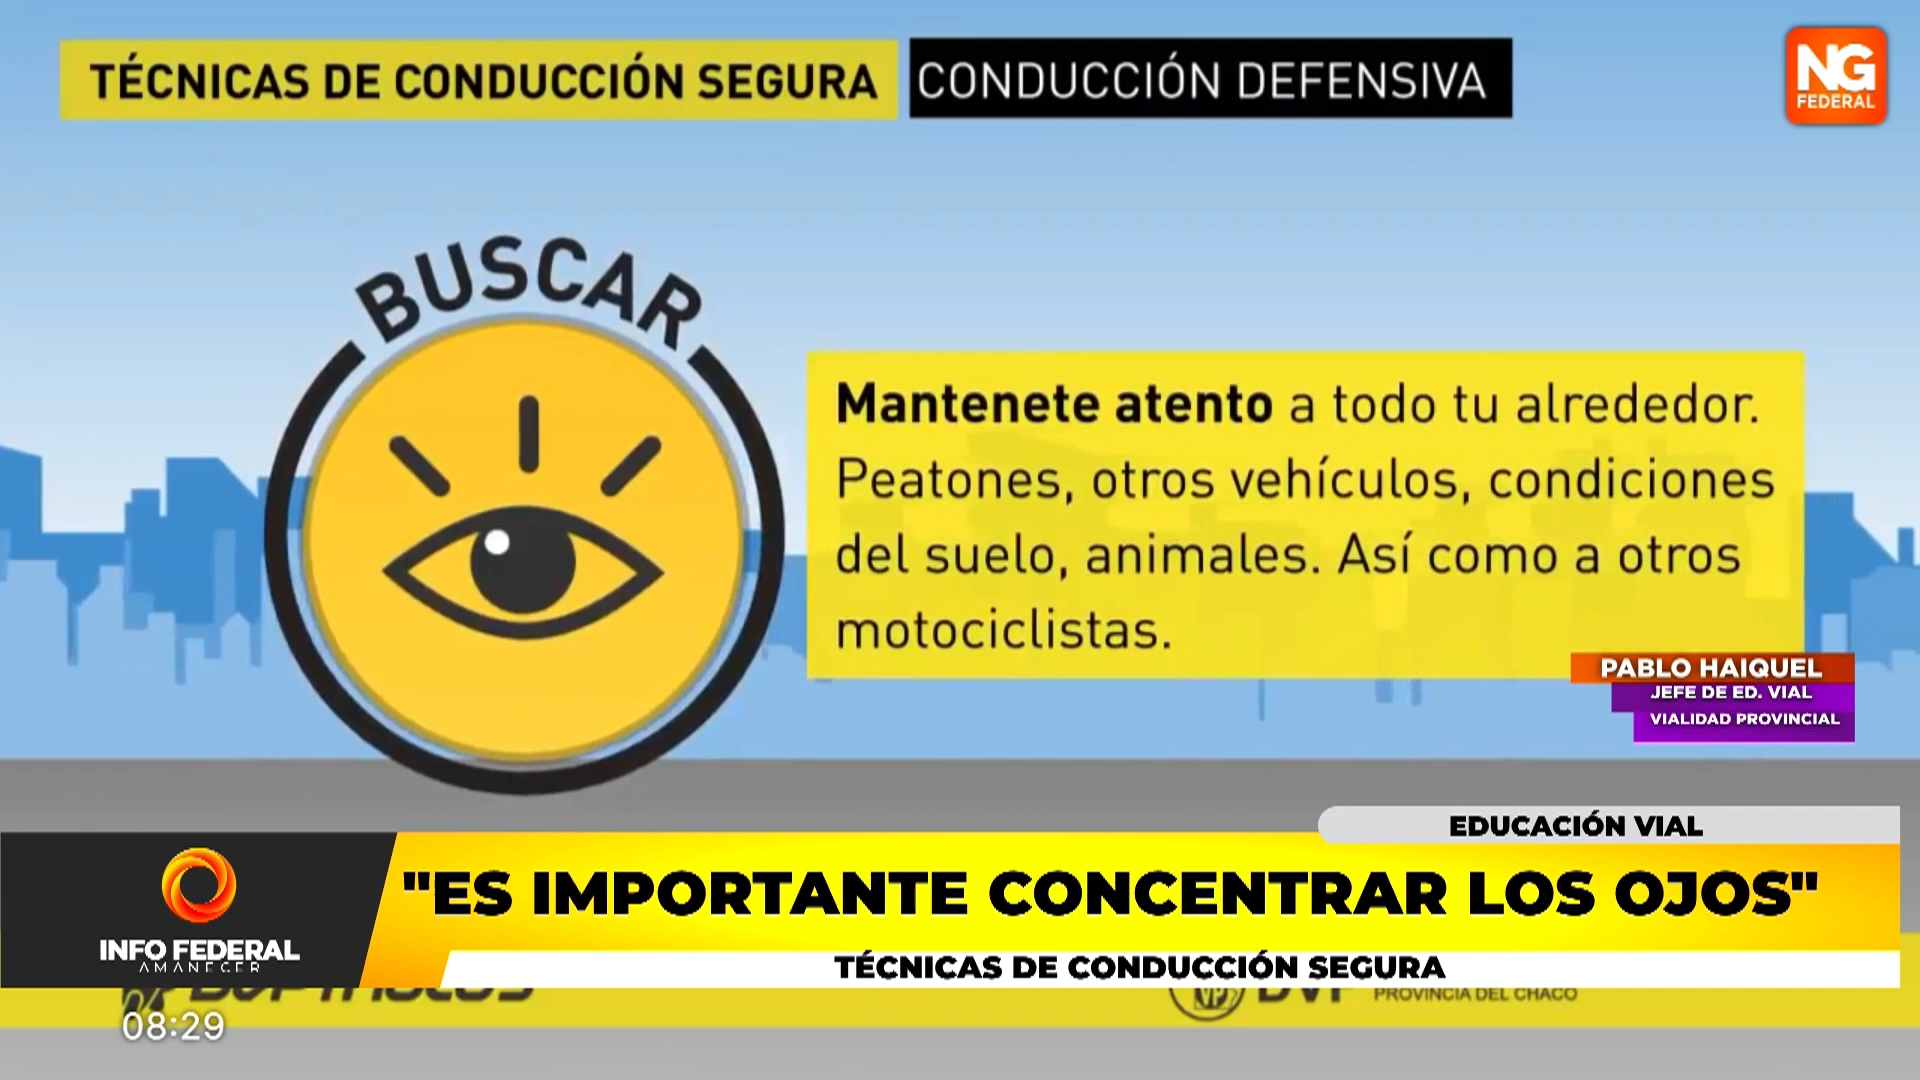 TÉCNICAS DE CONDUCCIÓN SEGURA CONDUCCIÓN DEFENSIVA
NG
FEDERAL
BUSCAR
Mantenete atento a todo tu alrededor.
Peatones, otros vehículos, condiciones
del suelo, animales. Así como a otros
motociclistas.
PABLO HAIQUEL
JEFE DE ED. VIAL
VIALIDAD PROVINCIAL
EDUCACIÓN VIAL
"ES IMPORTANTE CONCENTRAR LOS OJOS"
INFO FEDERAL
AMANECER
TÉCNICAS DE CONDUCCIÓN SEGURA
DVP
PROVINCIA DEL CHACO
08:29